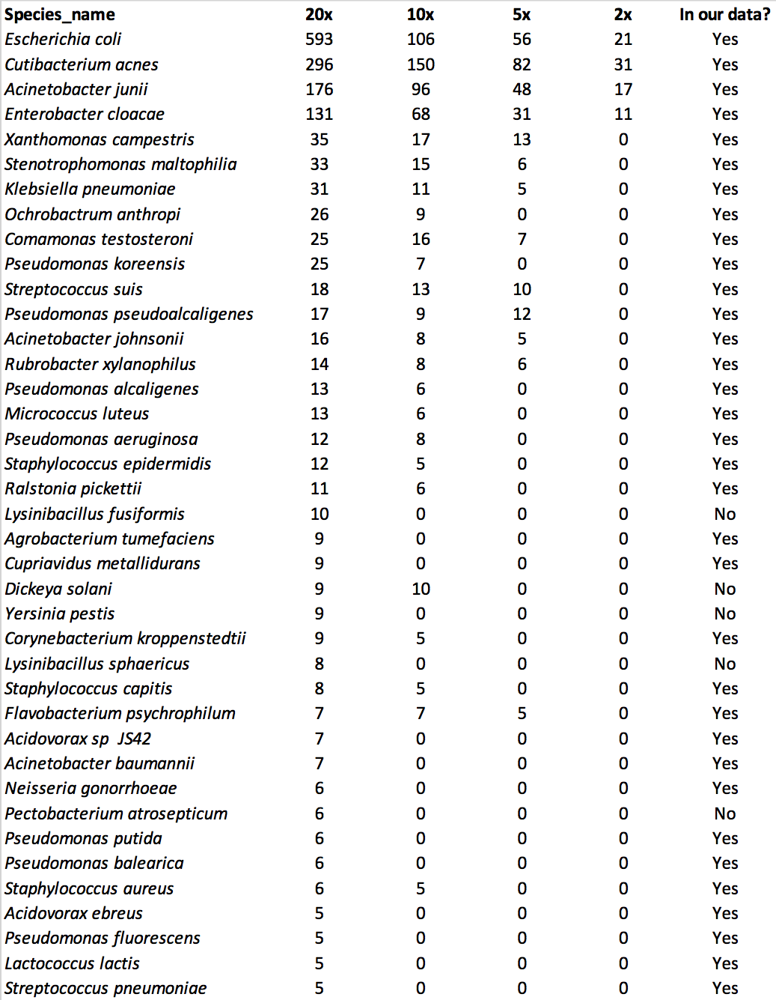 Species_name 20x 10x 5x 2x In our data?
Escherichia coli 593 106 56 21 Yes
Cutibacterium acnes 296 150 82 31 Yes
Acinetobacter junii 176 96 48 17 Yes
Enterobacter cloacae 131 68 31 11 Yes
Xanthomonas campestris 35 17 13 0 Yes
Stenotrophomonas maltophilia 33 15 6 0 Yes
Klebsiella pneumoniae 31 11 5 0 Yes
Ochrobactrum anthropi 26 9 0 0 Yes
Comamonas testosteroni 25 16 7 0 Yes
Pseudomonas koreensis 25 7 0 0 Yes
Streptococcus suis 18 13 10 0 Yes
Pseudomonas pseudoalcaligenes 17 9 12 0 Yes
Acinetobacter johnsonii 16 8 5 0 Yes
Rubrobacter xylanophilus 14 8 6 0 Yes
Pseudomonas alcaligenes 13 6 0 0 Yes
Micrococcus luteus 13 6 0 0 Yes
Pseudomonas aeruginosa 12 8 0 0 Yes
Staphylococcus epidermidis 12 5 0 0 Yes
Ralstonia pickettii 11 6 0 0 Yes
Lysinibacillus fusiformis 10 0 0 0 No
Agrobacterium tumefaciens 9 0 0 0 Yes
Cupriavidus metallidurans 9 0 0 0 Yes
Dickeya solani 9 10 0 0 No
Yersinia pestis 9 0 0 0 No
Corynebacterium kroppenstedtii 9 5 0 0 Yes
Lysinibacillus sphaericus 8 0 0 0 No
Staphylococcus capitis 8 5 0 0 Yes
Flavobacterium psychrophilum 7 7 5 0 Yes
Acidovorax sp JS42 7 0 0 0 Yes
Acinetobacter baumannii 7 0 0 0 Yes
Neisseria gonorrhoeae 6 0 0 0 Yes
Pectobacterium atrosepticum 6 0 0 0 No
Pseudomonas putida 6 0 0 0 Yes
Pseudomonas balearica 6 0 0 0 Yes
Staphylococcus aureus 6 5 0 0 Yes
Acidovorax ebreus 5 0 0 0 Yes
Pseudomonas fluorescens 5 0 0 0 Yes
Lactococcus lactis 5 0 0 0 Yes
Streptococcus pneumoniae 5 0 0 0 Yes